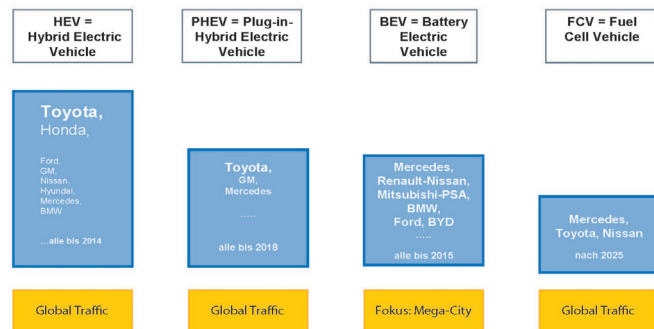 HEV =
Hybrid Electric
Vehicle
Toyota,
Honda,
Ford,
GM,
Nissan,
Hyundai,
Mercedes,
BMW
...alle bis 2014
Global Traffic
PHEV = Plug-in-
Hybrid Electric
Vehicle
Toyota,
GM,
Mercedes
.....
alle bis 2018
Global Traffic
BEV = Battery
Electric
Vehicle
Mercedes,
Renault-Nissan,
Mitsubishi-PSA,
BMW,
Ford, BYD
.....
alle bis 2015
Fokus: Mega-City
FCV = Fuel
Cell Vehicle
Mercedes,
Toyota, Nissan
nach 2025
Global Traffic